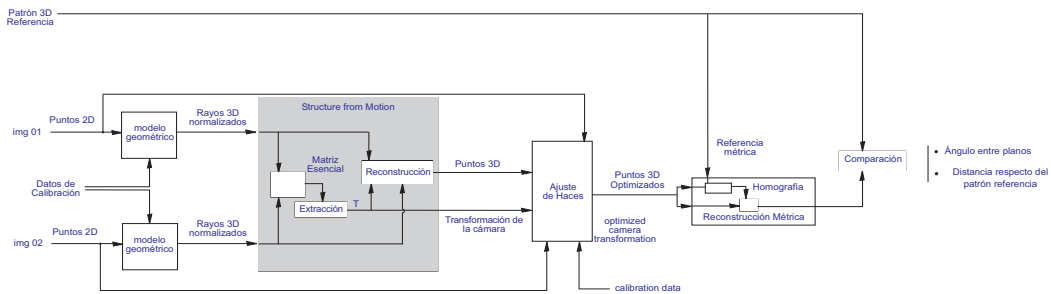 Patrón 3D
Referencia
Structure from Motion
Puntos 2D
Rayos 3D
normalizados
img 01
modelo
geométrico
Matriz
Esencial
Reconstrucción
Puntos 3D
Referencia
métrica
Comparación
Ángulo entre planos
Distancia respecto del
patrón referencia
Datos de
Calibración
Extracción
T
Ajuste
de Haces
Puntos 3D
Optimizados
Homografía
Reconstrucción Métrica
Transformación de
la cámara
optimized
camera
transformation
Puntos 2D
Rayos 3D
normalizados
img 02
modelo
geométrico
calibration data